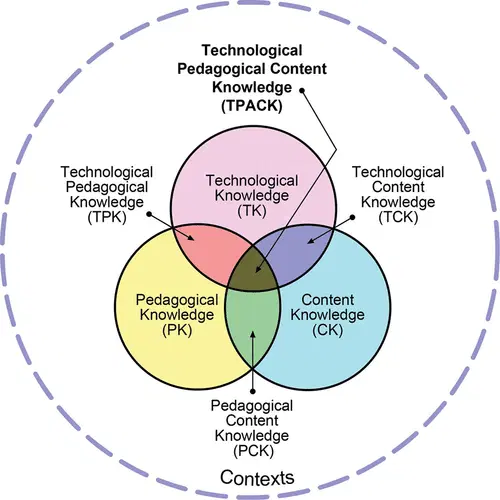 Technological
Pedagogical Content
Knowledge
(TPACK)
Technological
Pedagogical
Knowledge
(TPK)
Technological
Knowledge
(TK)
Technological
Content
Knowledge
(TCK)
Pedagogical
Knowledge
(PK)
Content
Knowledge
(CK)
Pedagogical
Content
Knowledge
(PCK)
Contexts